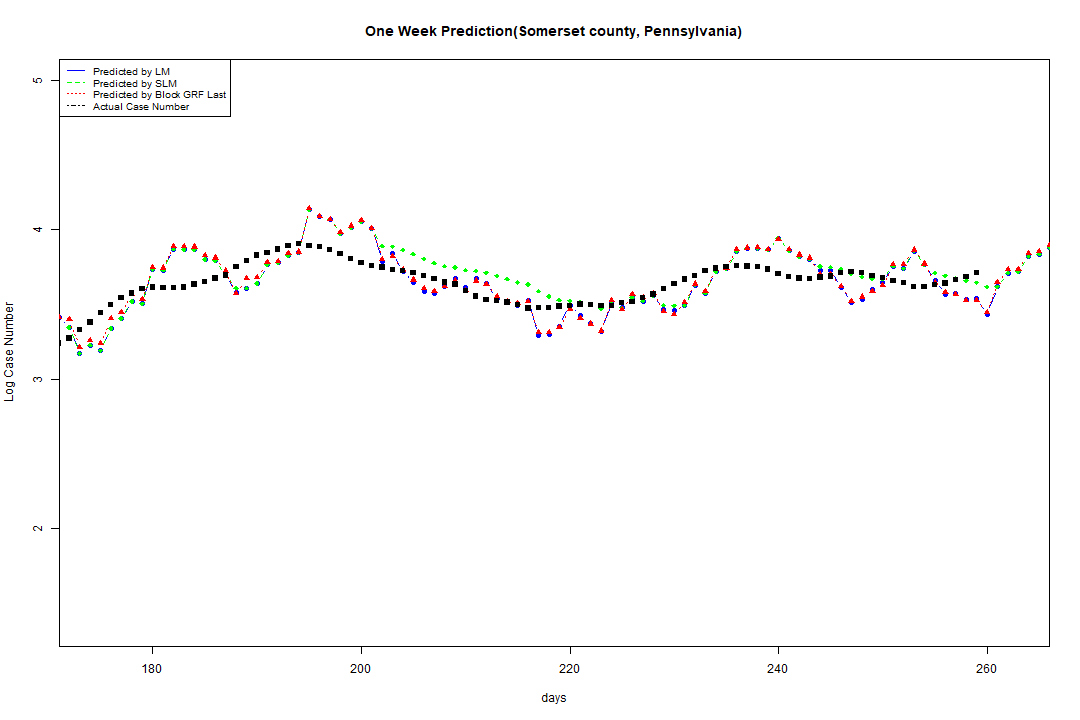 One Week Prediction(Somerset county, Pennsylvania)
Predicted by LM
Predicted by SLM
Predicted by Block GRF Last
Actual Case Number
5
4
3
2
Log Case Number
180 200 220 240 260
days